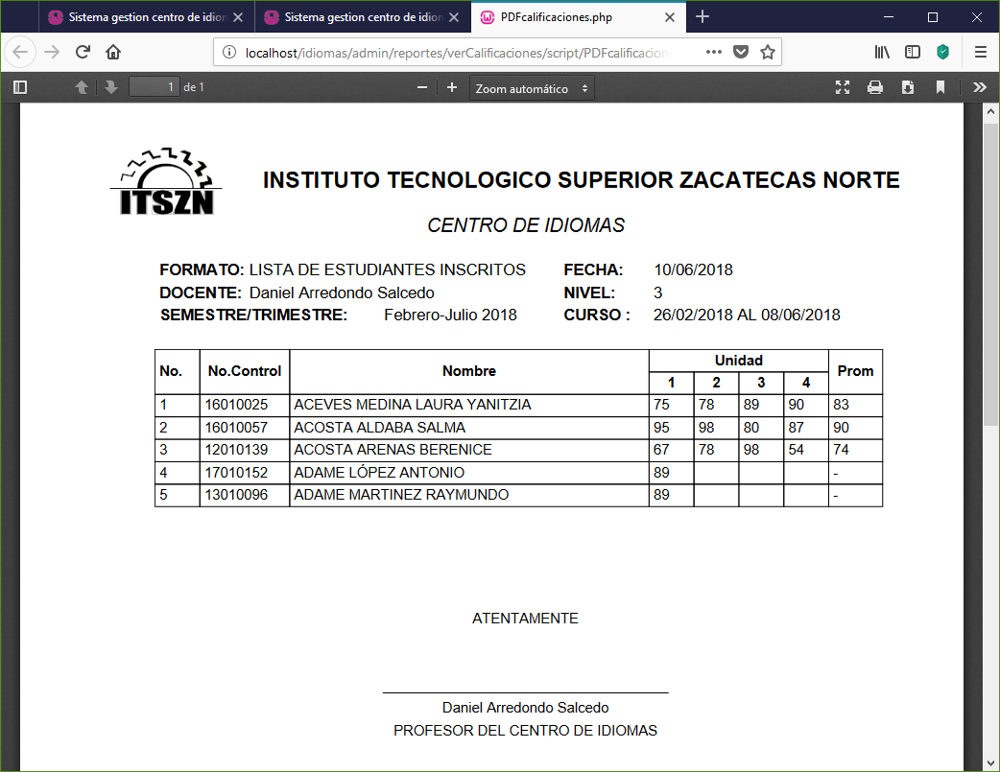 Sistema gestion centro de idion
Sistema gestion centro de idion
PDFcalificaciones.php
localhost/idiomas/admin/reportes/verCalificaciones/script/PDFcalificacion
1 de 1
Zoom automático
ITSZN
INSTITUTO TECNOLOGICO SUPERIOR ZACATECAS NORTE
CENTRO DE IDIOMAS
FORMATO: LISTA DE ESTUDIANTES INSCRITOS FECHA: 10/06/2018
DOCENTE: Daniel Arredondo Salcedo NIVEL: 3
SEMESTRE/TRIMESTRE: Febrero-Julio 2018 CURSO : 26/02/2018 AL 08/06/2018
No. No.Control Nombre Unidad Prom
1 2 3 4
1 16010025 ACEVES MEDINA LAURA YANITZIA 75 78 89 90 83
2 16010057 ACOSTA ALDABA SALMA 95 98 80 87 90
3 12010139 ACOSTA ARENAS BERENICE 67 78 98 54 74
4 17010152 ADAME LÓPEZ ANTONIO 89 -
5 13010096 ADAME MARTINEZ RAYMUNDO 89 -
ATENTAMENTE
Daniel Arredondo Salcedo
PROFESOR DEL CENTRO DE IDIOMAS